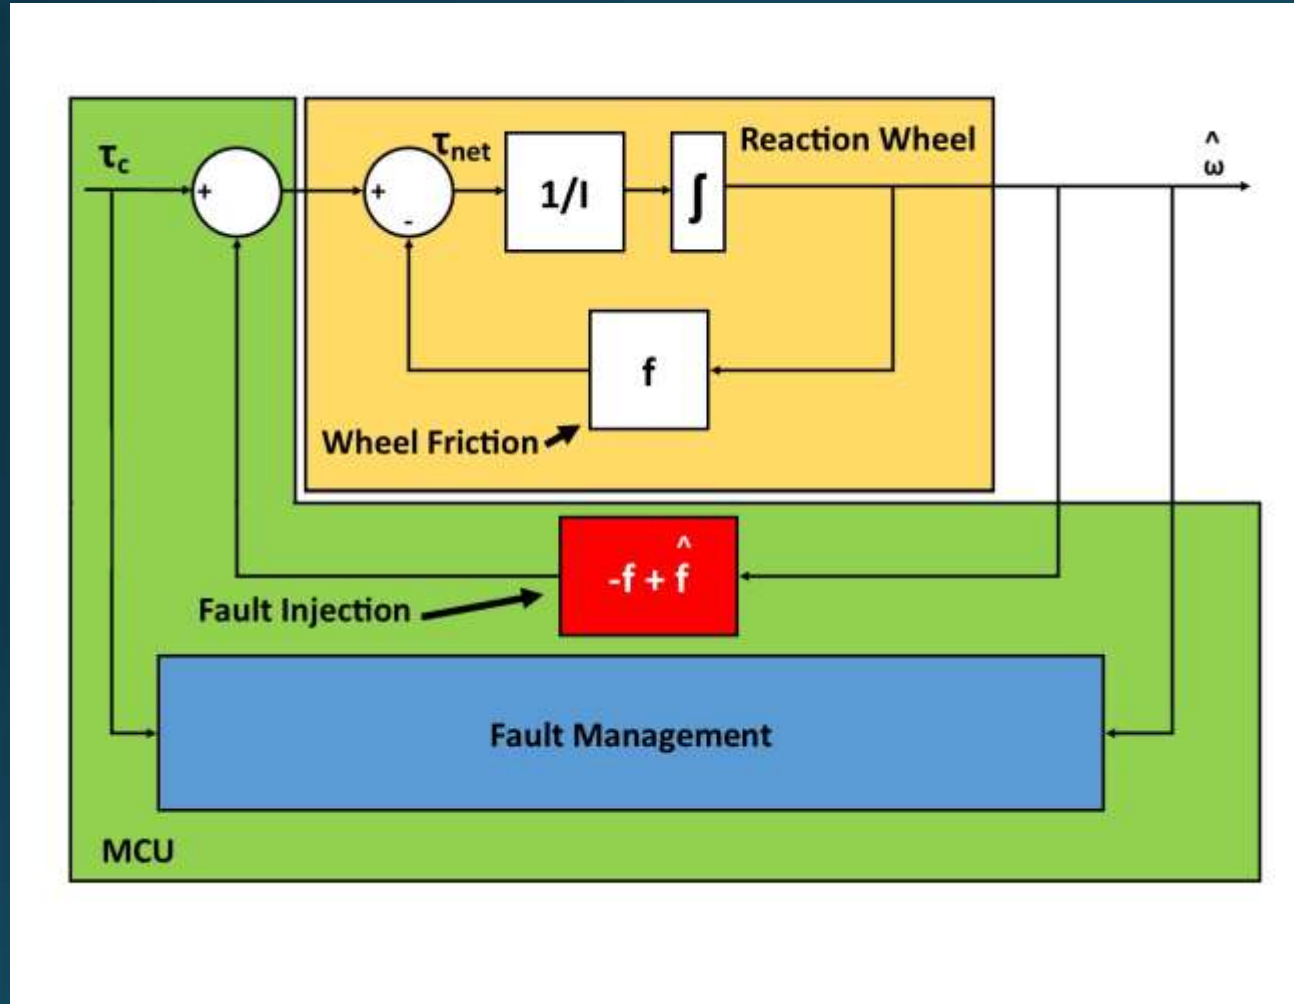 τc
+
+
-
τnet
1/I
∫
Reaction Wheel
^
ω
f
Wheel Friction
^
-f + f
Fault Injection
Fault Management
MCU